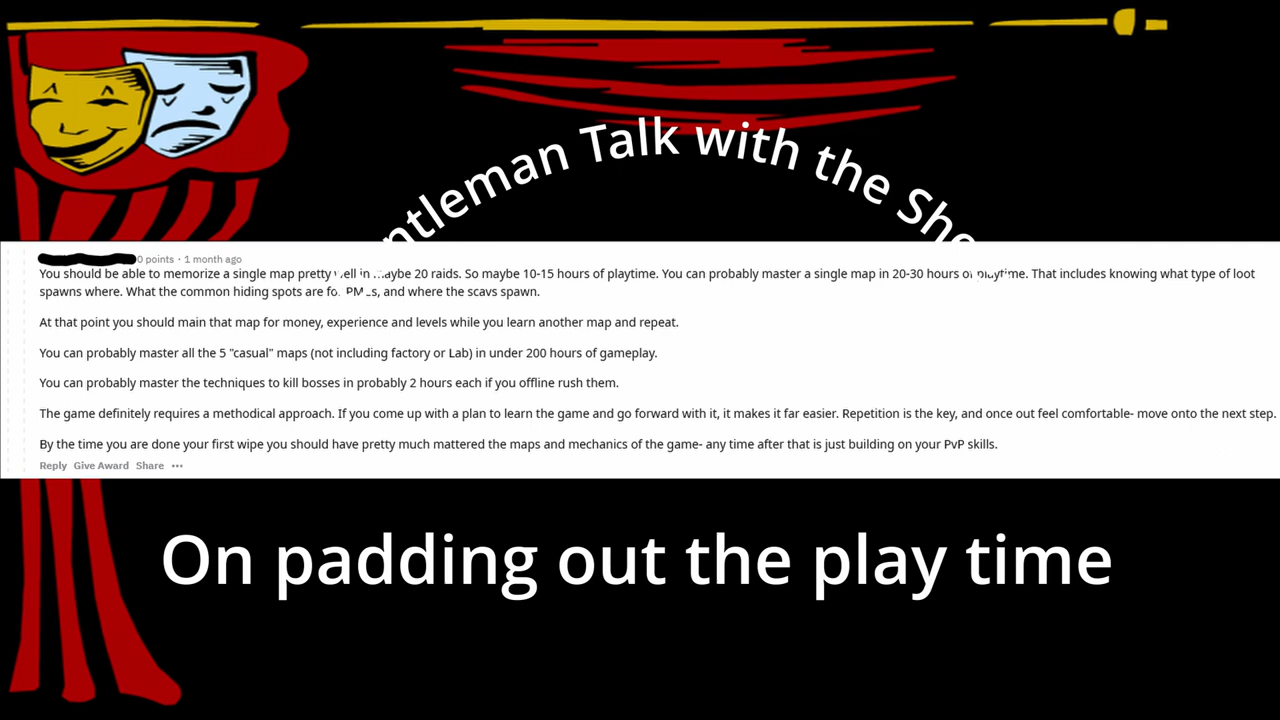 Talk with the
0 points · 1 month ago
You should be able to memorize a single map pretty well in maybe 20 raids. So maybe 10-15 hours of playtime. You can probably master a single map in 20-30 hours of playtime. That includes knowing what type of loot
spawns where. What the common hiding spots are for PMCs, and where the scavs spawn.
At that point you should main that map for money, experience and levels while you learn another map and repeat.
You can probably master all the 5 "casual" maps (not including factory or Lab) in under 200 hours of gameplay.
You can probably master the techniques to kill bosses in probably 2 hours each if you offline rush them.
The game definitely requires a methodical approach. If you come up with a plan to learn the game and go forward with it, it makes it far easier. Repetition is the key, and once out feel comfortable- move onto the next step.
By the time you are done your first wipe you should have pretty much mattered the maps and mechanics of the game- any time after that is just building on your PvP skills.
Reply Give Award Share •••
On padding out the play time